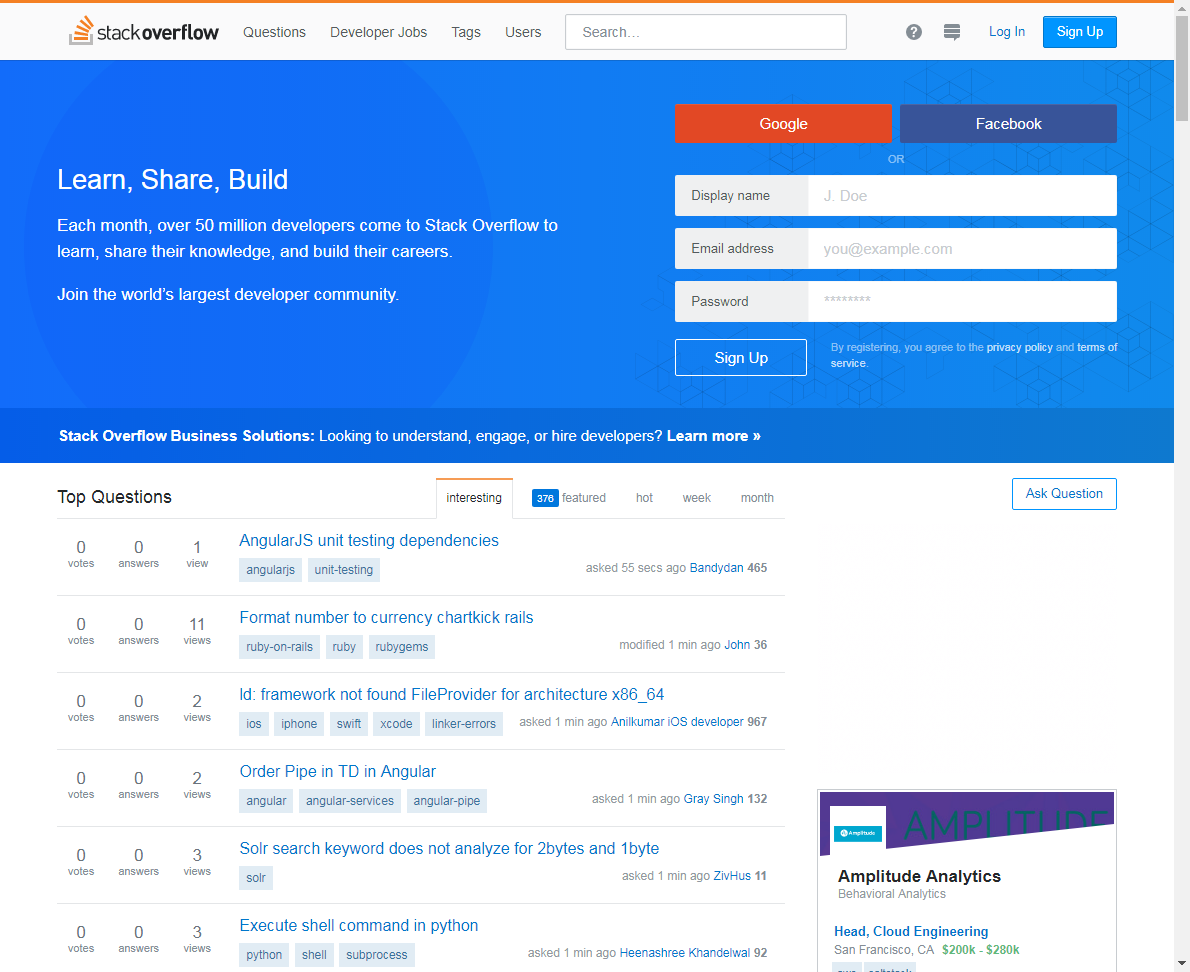 stackoverflow Questions Developer Jobs Tags Users Search... ? Log In Sign Up
Google Facebook
OR
Learn, Share, Build
Each month, over 50 million developers come to Stack Overflow to
learn, share their knowledge, and build their careers.
Join the world’s largest developer community.
Display name J. Doe
Email address you@example.com
Password ********
Sign Up
By registering, you agree to the privacy policy and terms of
service.
Stack Overflow Business Solutions: Looking to understand, engage, or hire developers? Learn more »
Top Questions interesting 376 featured hot week month
Ask Question
0 votes 0 answers 1 view
AngularJS unit testing dependencies
angularjs unit-testing
asked 55 secs ago Bandydan 465
0 votes 0 answers 11 views
Format number to currency chartkick rails
ruby-on-rails ruby rubygems
modified 1 min ago John 36
0 votes 0 answers 2 views
ld: framework not found FileProvider for architecture x86_64
ios iphone swift xcode linker-errors
asked 1 min ago Anilkumar iOS developer 967
0 votes 0 answers 2 views
Order Pipe in TD in Angular
angular angular-services angular-pipe
asked 1 min ago Gray Singh 132
0 votes 0 answers 3 views
Solr search keyword does not analyze for 2bytes and 1byte
solr
asked 1 min ago ZivHus 11
0 votes 0 answers 3 views
Execute shell command in python
python shell subprocess
asked 1 min ago Heenashree Khandelwal 92
AMPLITUDE
Amplitude
Amplitude Analytics
Behavioral Analytics
Head, Cloud Engineering
San Francisco, CA $200k - $280k